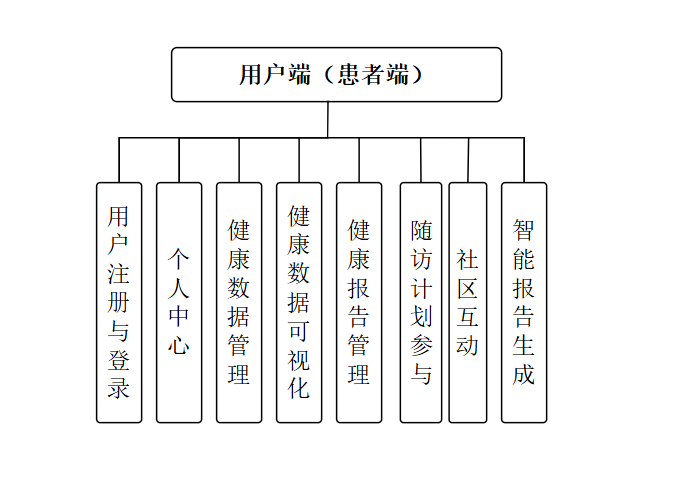 用户端（患者端）
用户注册与登录
个人中心
健康数据管理
健康数据可视化
健康报告管理
随访计划参与
社区互动
智能报告生成